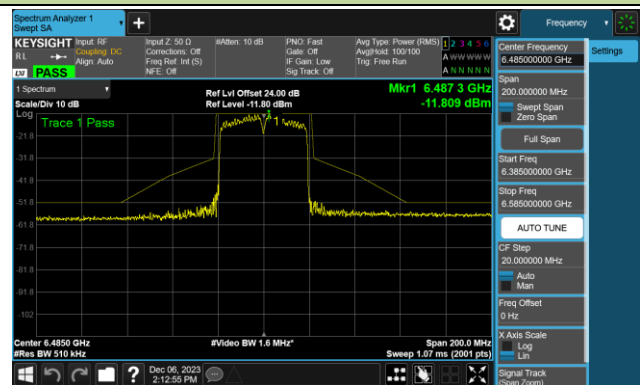 Spectrum Analyzer 1
Swept SA
Frequency
KEYSIGHT
RL
LXI
PASS
Input: RF
Coupling: DC
Align: Auto
Input Z: 50 Ω
Corrections: Off
Freq Ref: Int (S)
NFE: Off
#Atten: 10 dB
PNO: Fast
Gate: Off
IF Gain: Low
Sig Track: Off
Avg Type: Power (RMS)
Avg|Hold: 100/100
Trig: Free Run
1 2 3 4 5 6
A W W W W W
A N N N N N
1 Spectrum
Scale/Div 10 dB
Ref Lvl Offset 24.00 dB
Ref Level -11.80 dBm
Mkr1 6.487 3 GHz
-11.809 dBm
Log
Trace 1 Pass
1
-21.8
-31.8
-41.8
-51.8
-61.8
-71.8
-81.8
-91.8
-102
Center 6.4850 GHz
#Res BW 510 kHz
#Video BW 1.6 MHz*
Span 200.0 MHz
Sweep 1.07 ms (2001 pts)
Dec 06, 2023
2:12:55 PM
Center Frequency
6.485000000 GHz
Settings
Span
200.000000 MHz
Swept Span
Zero Span
Full Span
Start Freq
6.385000000 GHz
Stop Freq
6.585000000 GHz
AUTO TUNE
CF Step
20.000000 MHz
Auto
Man
Freq Offset
0 Hz
X Axis Scale
Log
Lin
Signal Track
(Span Zoom)